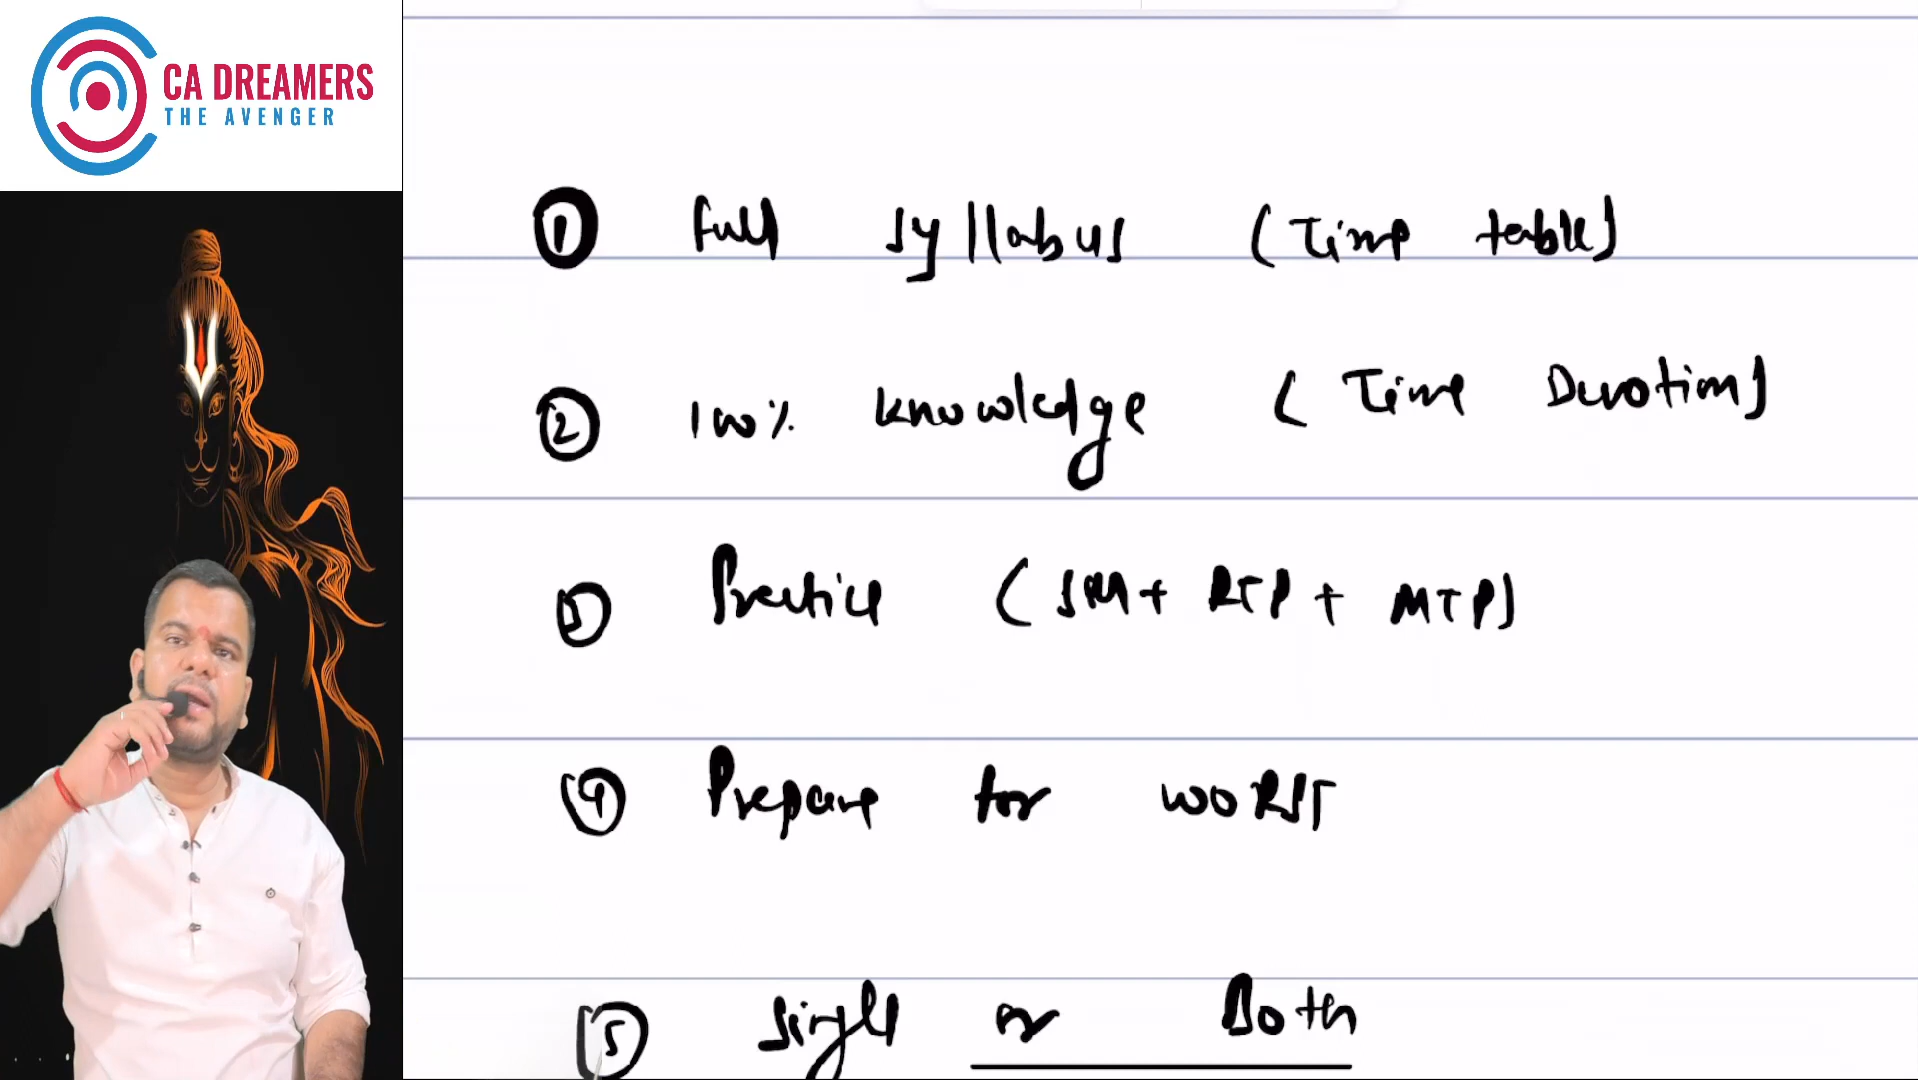 CA DREAMERS
THE AVENGER
① Full syllabus (Time table)
② 100% knowledge (Time Devotion)
③ Practice (SM + RTP + MTP)
④ Prepare for WORST
⑤ Single or Both